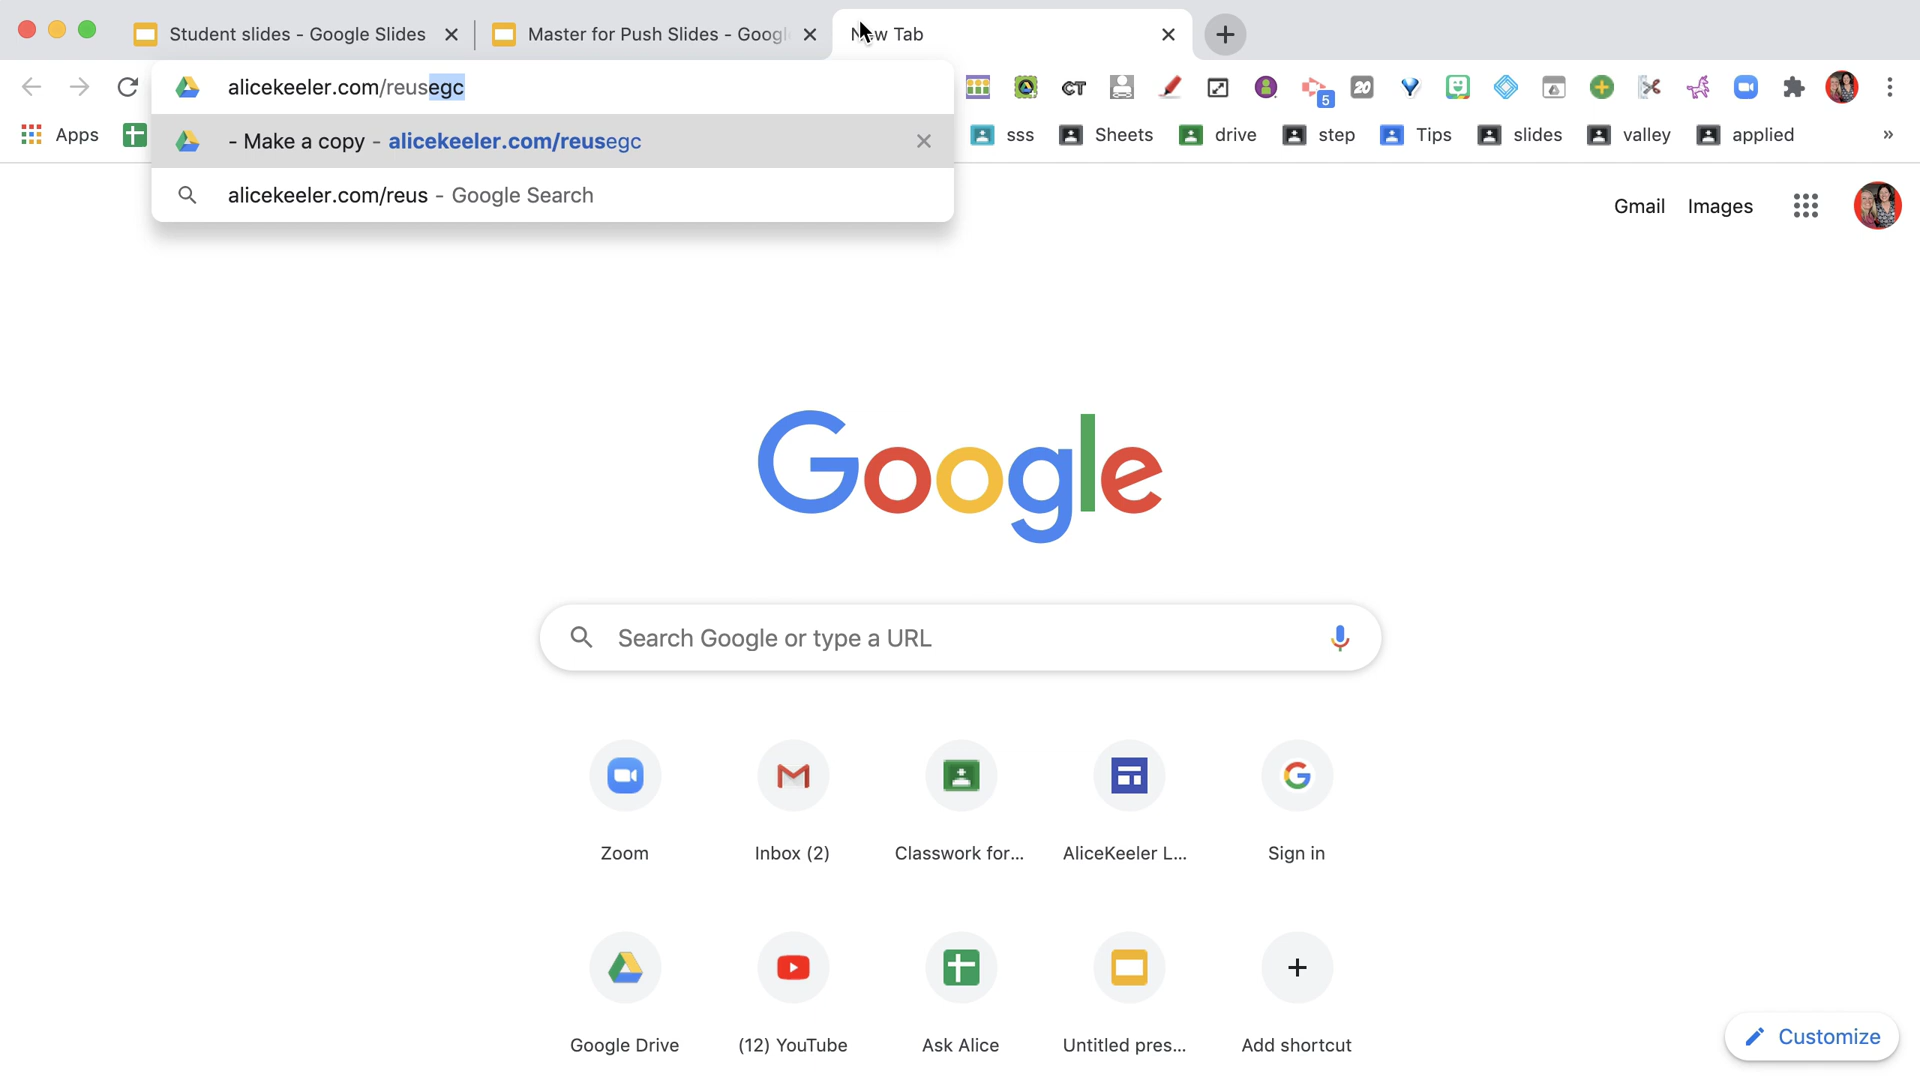 Student slides - Google Slides
Master for Push Slides - Googl
New Tab
alicekeeler.com/reusegc
CT
5
20
Apps
- Make a copy - alicekeeler.com/reusegc
sss
Sheets
drive
step
Tips
slides
valley
applied
»
alicekeeler.com/reus - Google Search
Gmail
Images
Google
Search Google or type a URL
Zoom
Inbox (2)
Classwork for...
AliceKeeler L...
Sign in
Google Drive
(12) YouTube
Ask Alice
Untitled pres...
Add shortcut
Customize